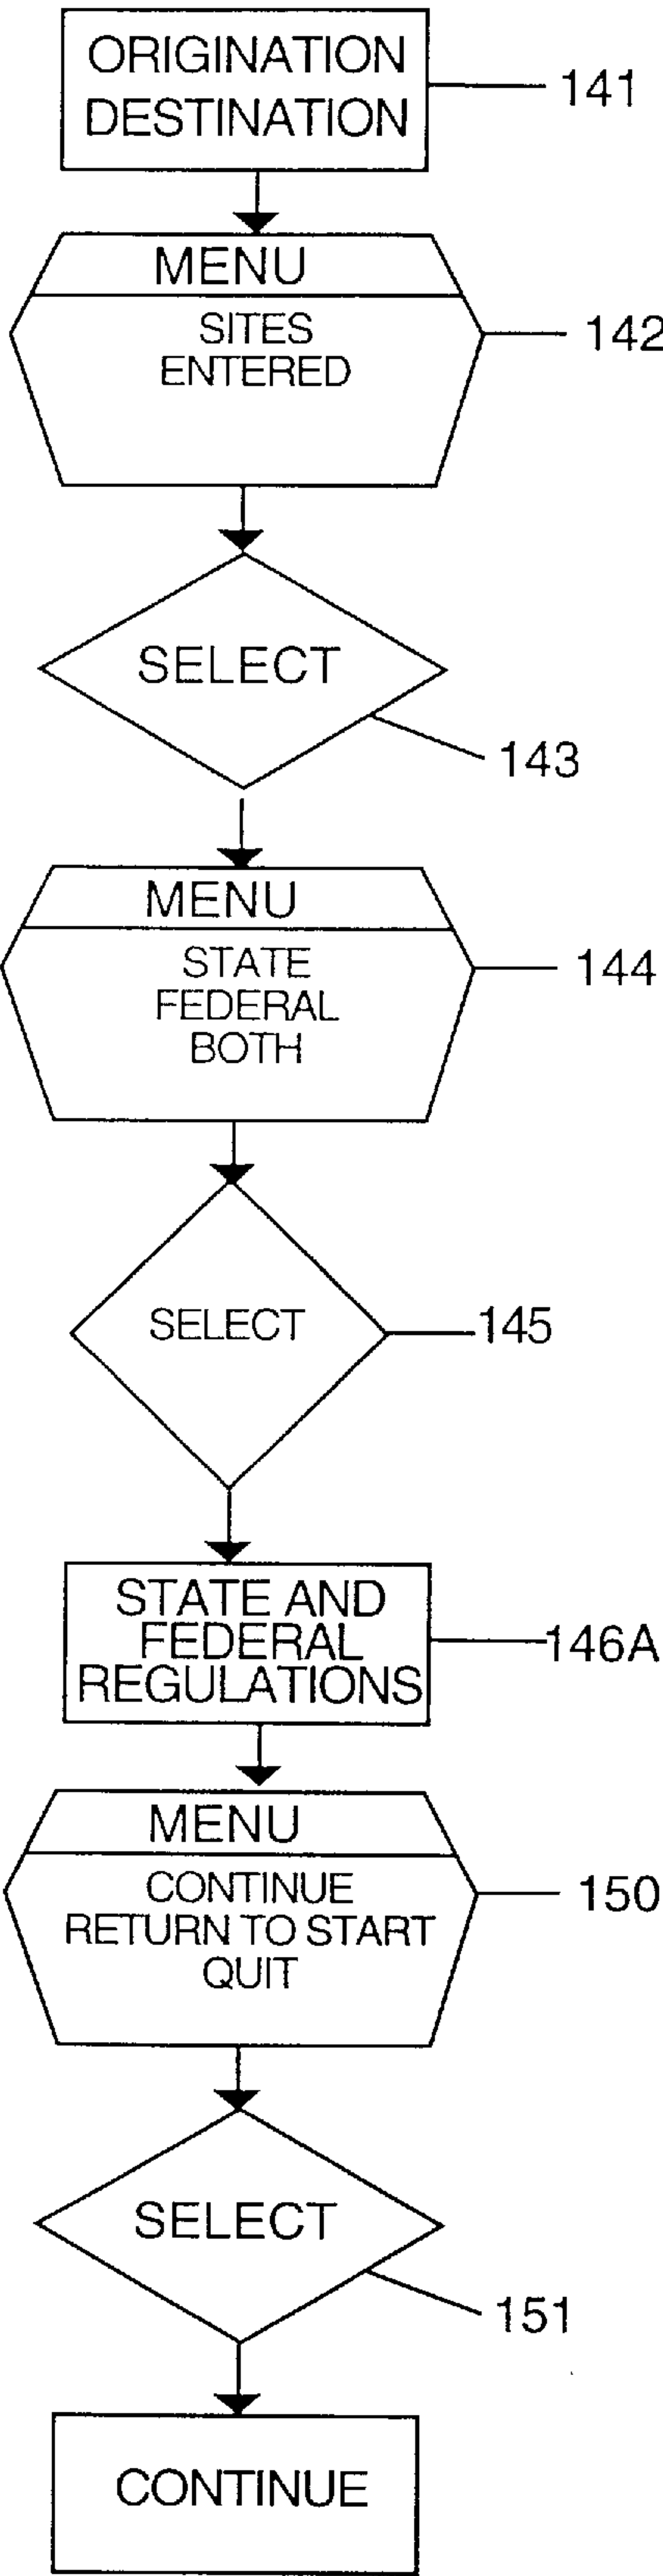 ORIGINATION
DESTINATION
141
MENU
SITES
ENTERED
142
SELECT
143
MENU
STATE
FEDERAL
BOTH
144
SELECT
145
STATE AND
FEDERAL
REGULATIONS
146A
MENU
CONTINUE
RETURN TO START
QUIT
150
SELECT
151
CONTINUE